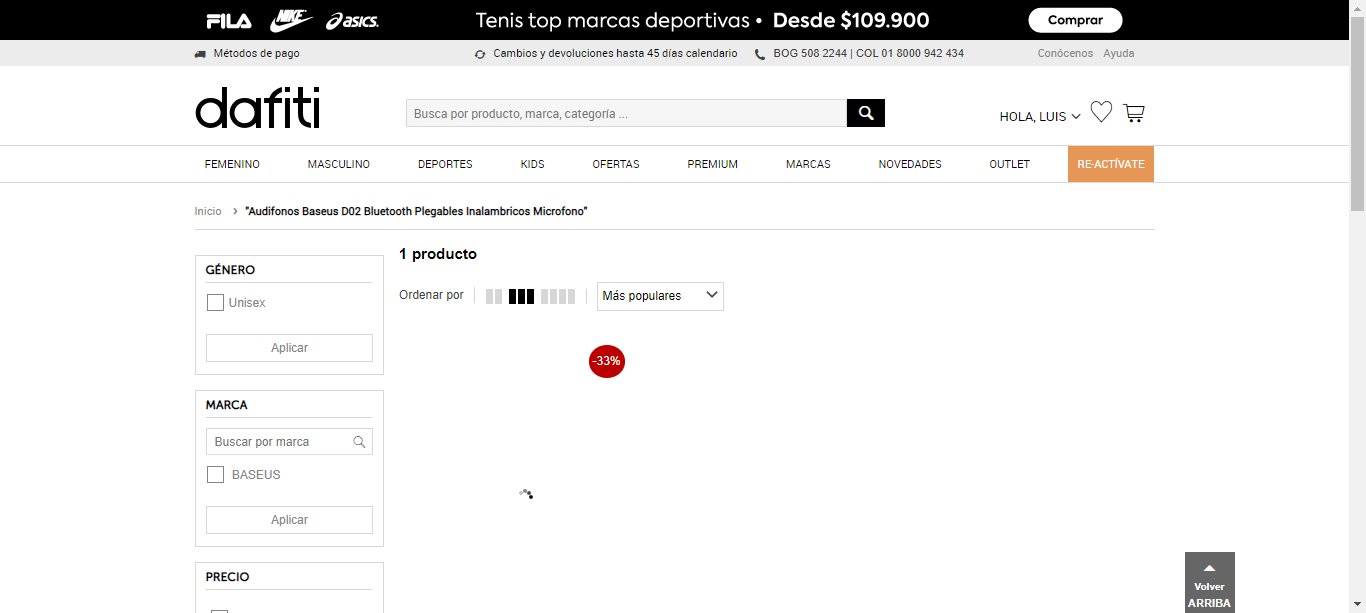 FILA NIKE asics. Tenis top marcas deportivas • Desde $109.900 Comprar
Métodos de pago Cambios y devoluciones hasta 45 días calendario BOG 508 2244 | COL 01 8000 942 434 Conócenos Ayuda
dafiti
Busca por producto, marca, categoría ...
HOLA, LUIS
FEMENINO MASCULINO DEPORTES KIDS OFERTAS PREMIUM MARCAS NOVEDADES OUTLET RE-ACTÍVATE
Inicio > "Audifonos Baseus D02 Bluetooth Plegables Inalambricos Microfono"
GÉNERO
Unisex
Aplicar
MARCA
Buscar por marca
BASEUS
Aplicar
PRECIO
1 producto
Ordenar por Más populares
-33%
Volver
ARRIBA